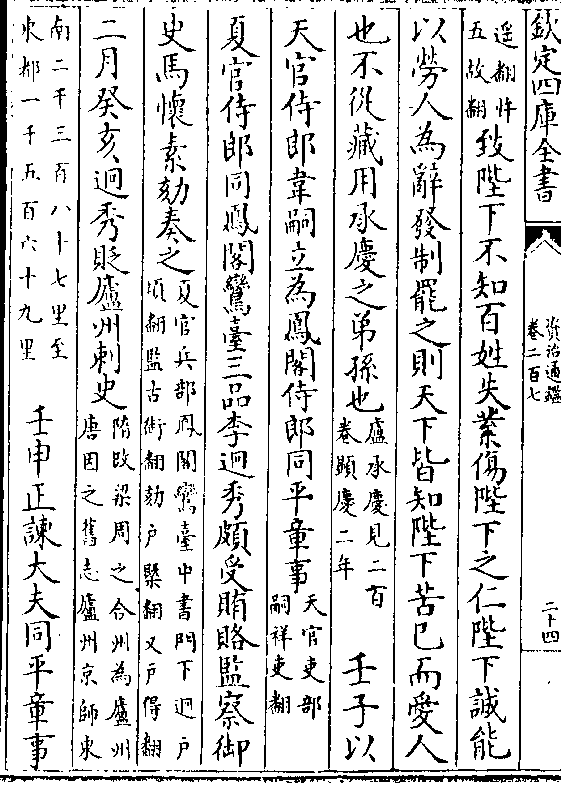 欽定四庫全書
資治通鑑
卷二百七
二十四
遥翻忤
五故翻
致陛下不知百姓失業傷陛下之仁陛下誠能
以勞人為辭發制罷之則天下皆知陛下苦已而愛人
也不從藏用承慶之弟孫也
盧承慶見二百
卷顯慶二年
壬子以
天官侍郎韋嗣立為鳳閣侍郎同平章事
天官吏部
嗣祥吏翻
夏官侍郎同鳳閣鸞臺三品李迥秀頗受賄賂監察御
史馬懷素劾奏之
夏官兵部鳳閣鸞臺中書門下迥户
頃翻監古銜翻劾户槩翻又户得翻
二月癸亥迥秀貶廬州刺史
隋改梁周之合州為廬州
唐因之舊志廬州京師東
南二千三百八十七里至
東都一千五百六十九里
壬申正諫大夫同平章事